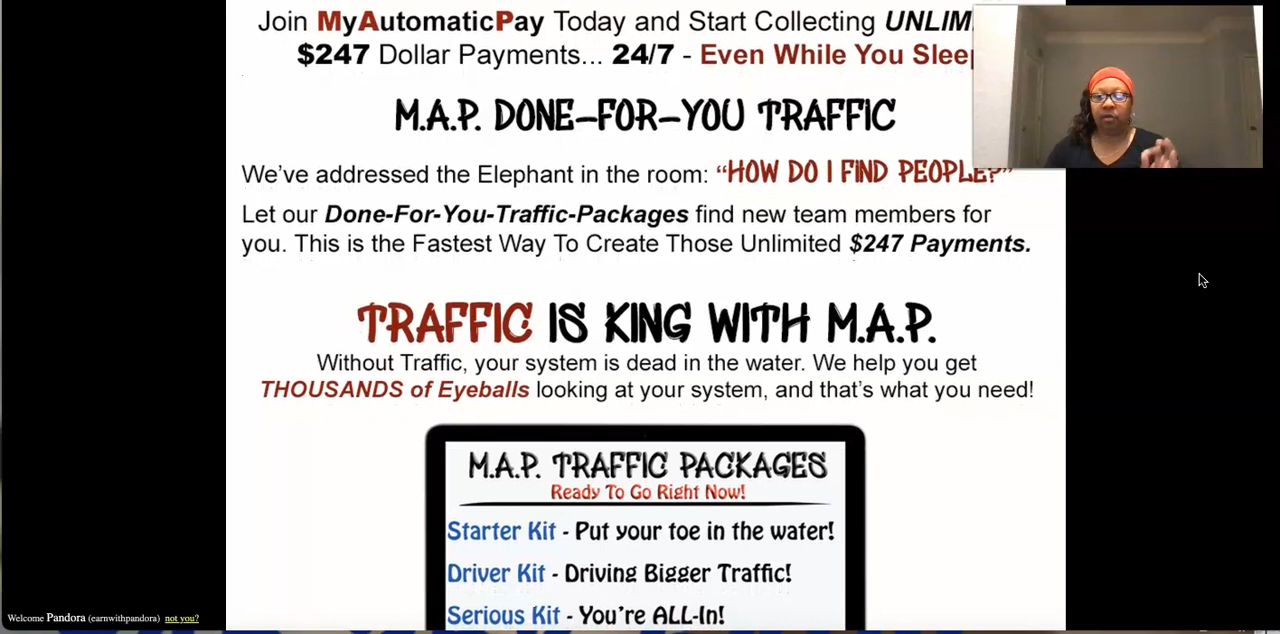 Join MyAutomaticPay Today and Start Collecting UNLIM
$247 Dollar Payments... 24/7 - Even While You Sleep
M.A.P. DONE-FOR-YOU TRAFFIC
We've addressed the Elephant in the room: "HOW DO I FIND PEOPLE?"
Let our Done-For-You-Traffic-Packages find new team members for
you. This is the Fastest Way To Create Those Unlimited $247 Payments.
TRAFFIC IS KING WITH M.A.P.
Without Traffic, your system is dead in the water. We help you get
THOUSANDS of Eyeballs looking at your system, and that's what you need!
M.A.P. TRAFFIC PACKAGES
Ready To Go Right Now!
Starter Kit - Put your toe in the water!
Driver Kit - Driving Bigger Traffic!
Serious Kit - You're ALL-In!
Welcome Pandora (earnwithpandora) not you?